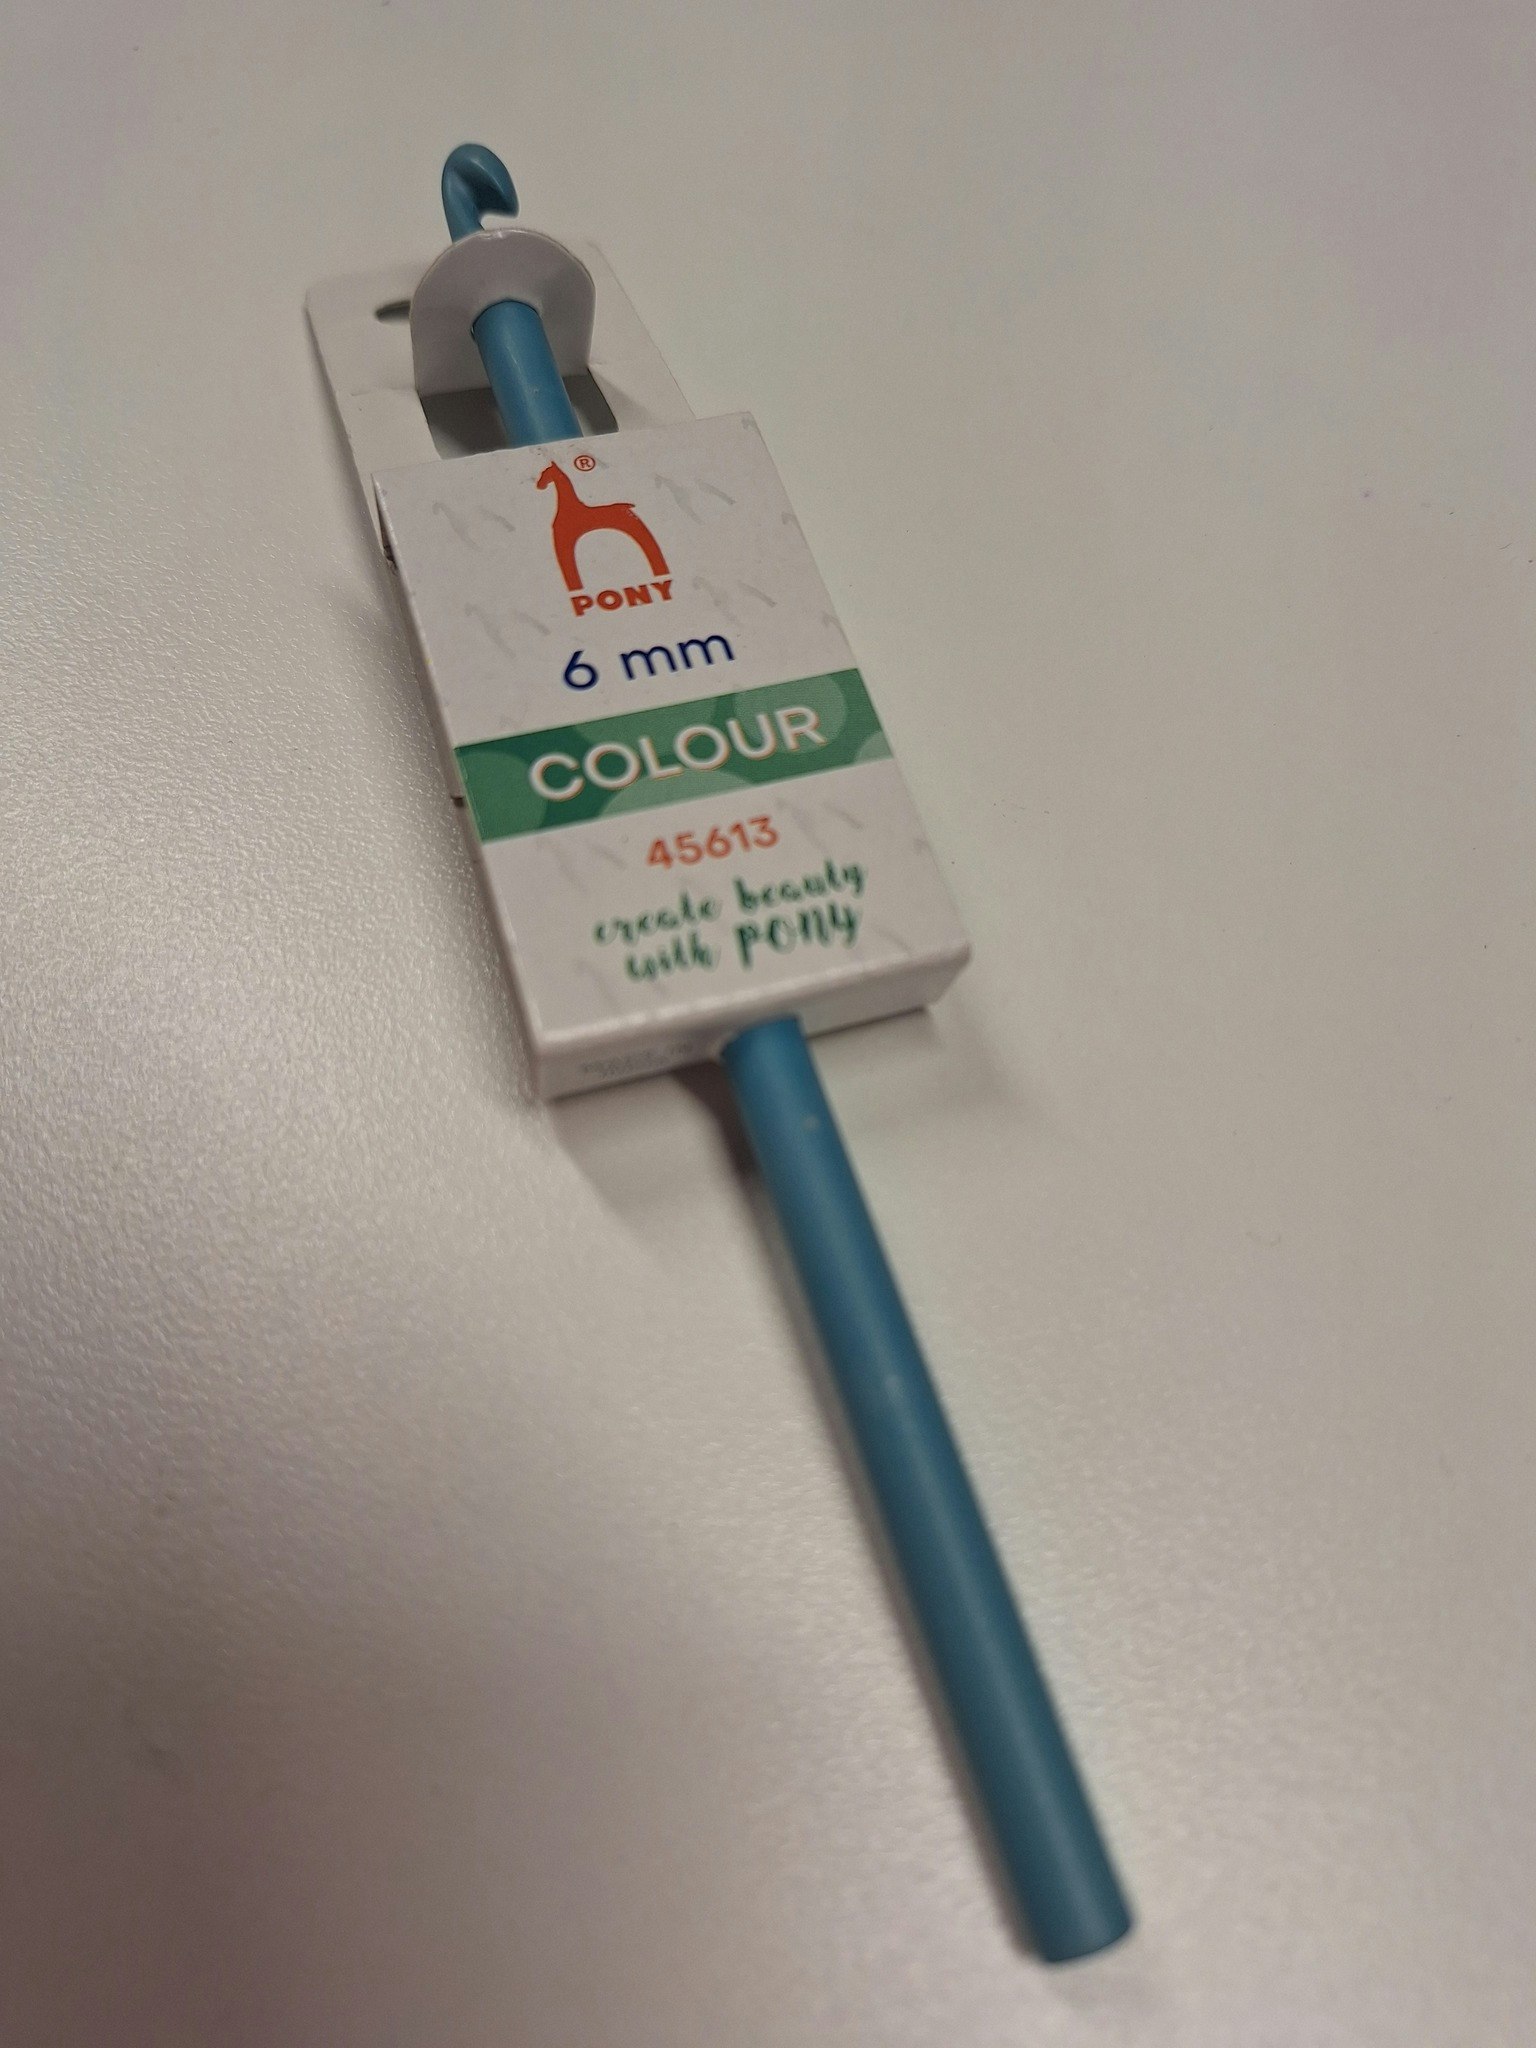 ®
PONY
6 mm
COLOUR
45613
create beauty
with PONY